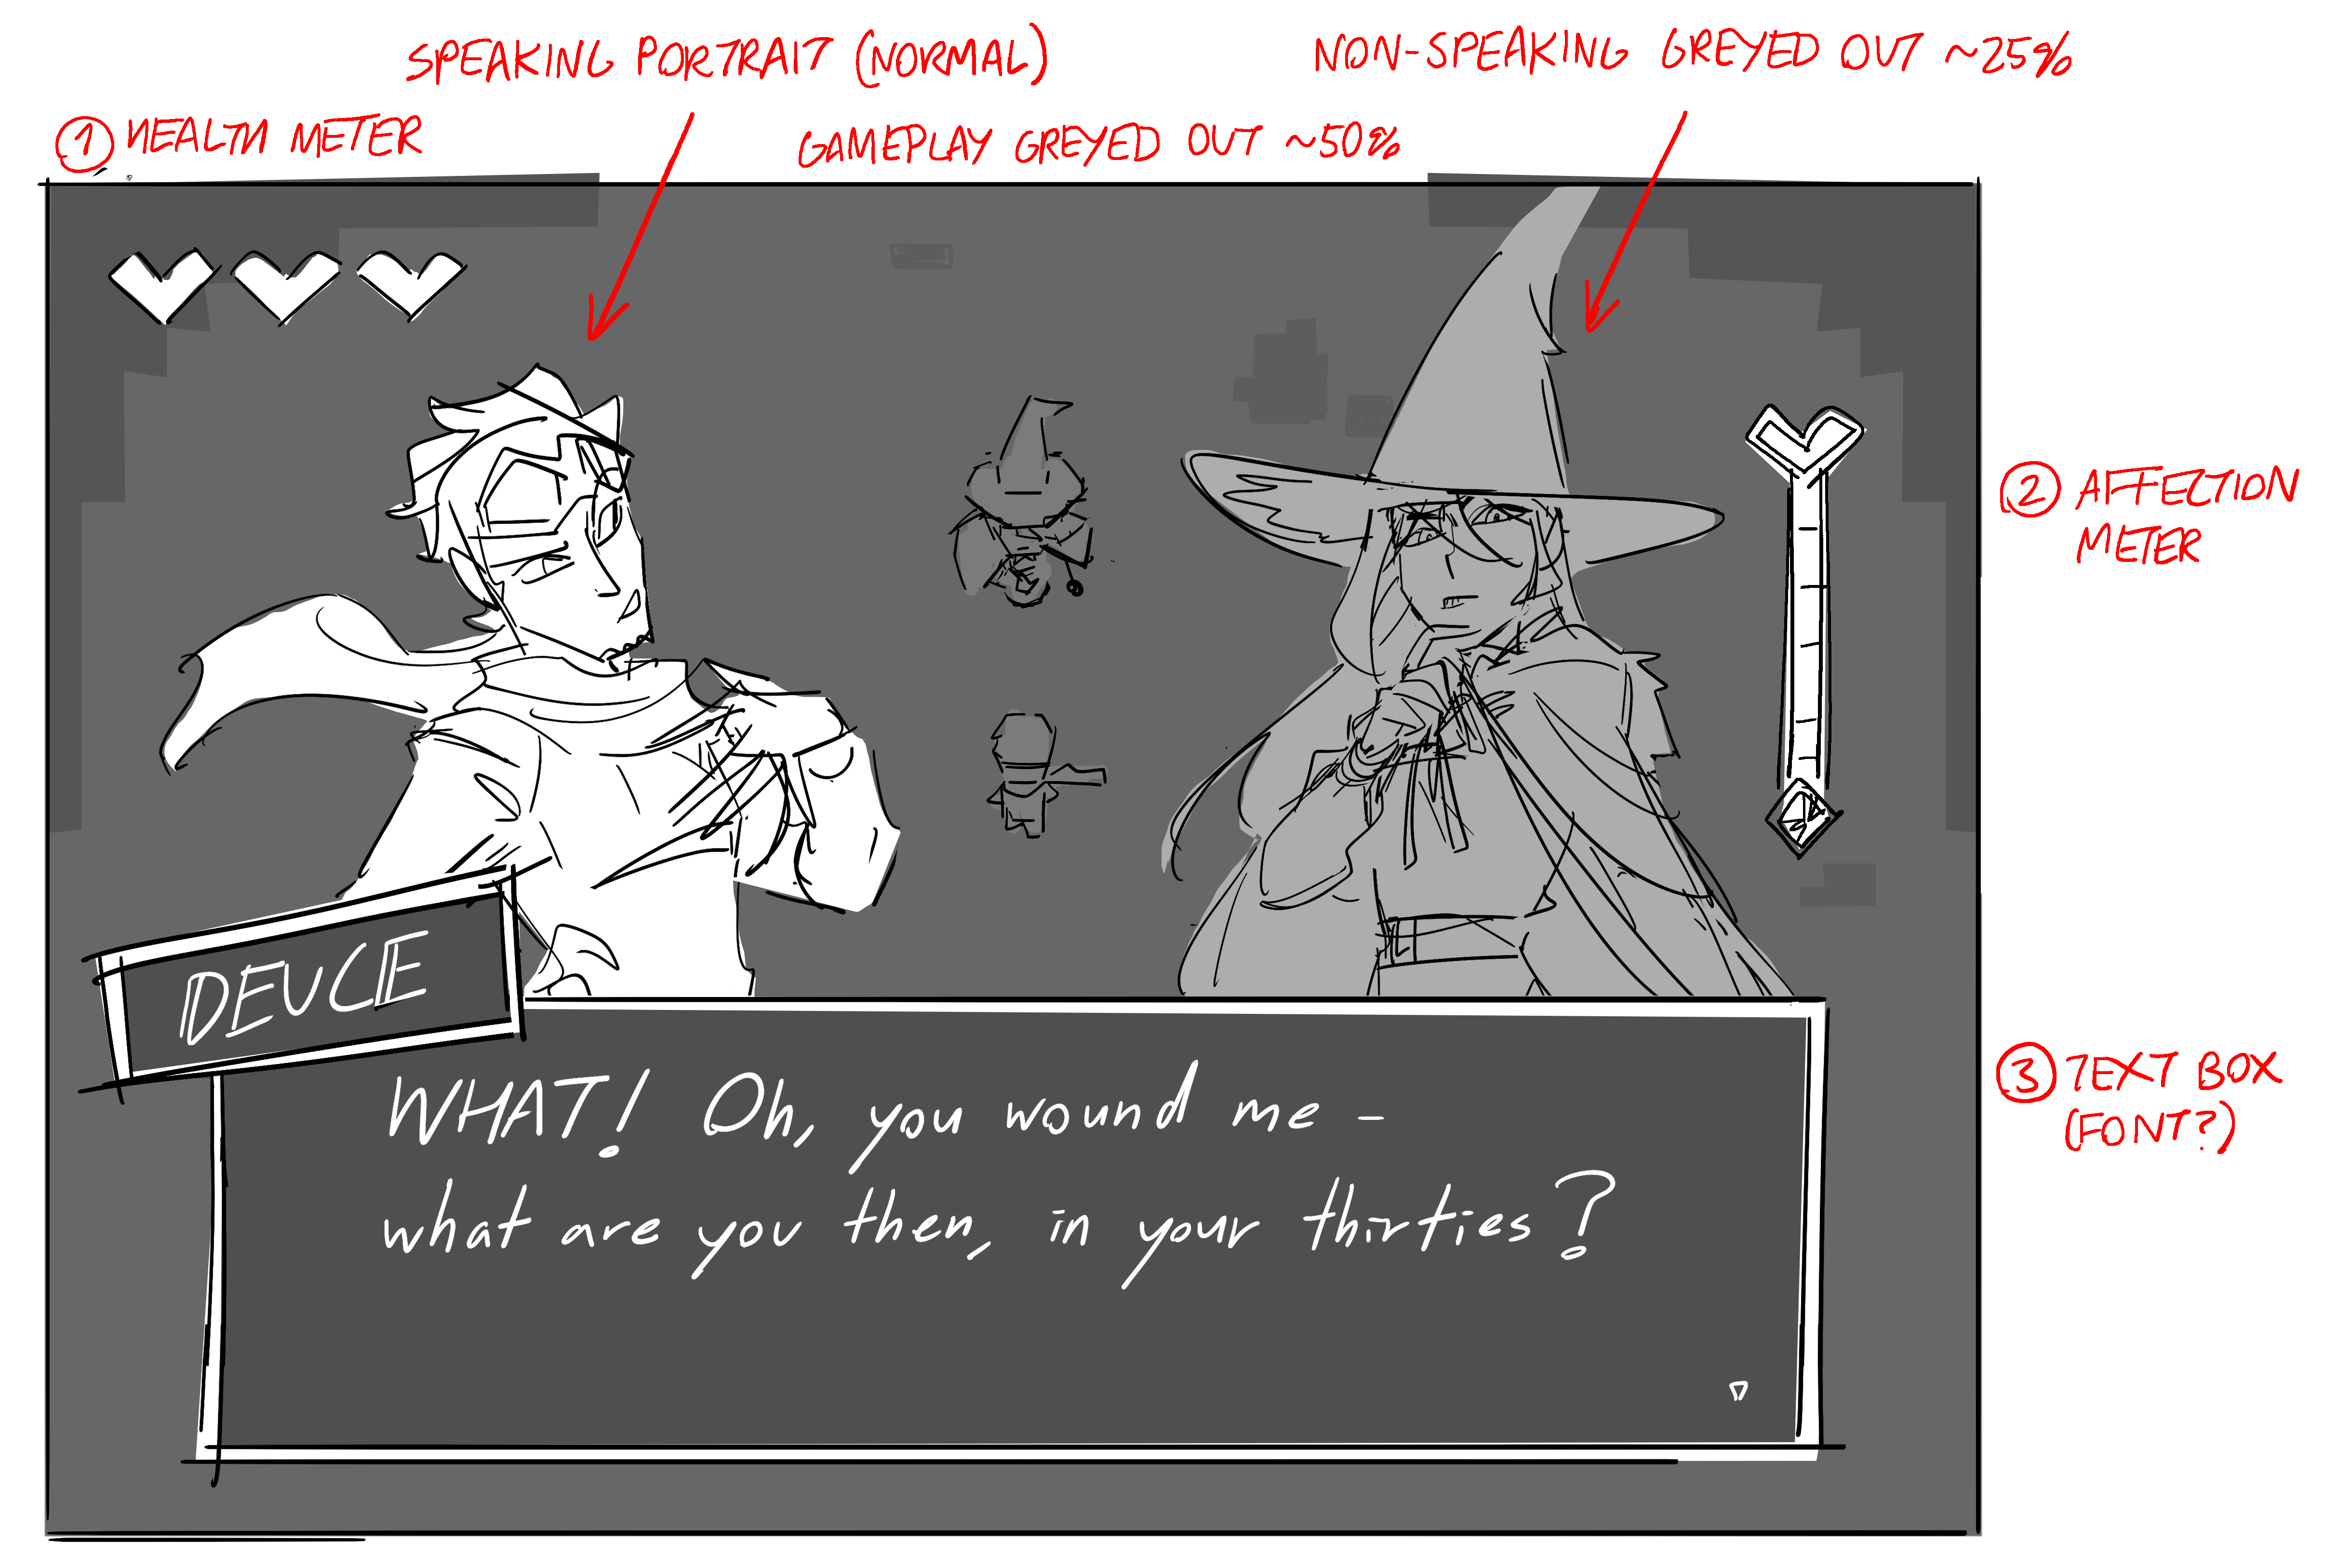 SPEAKING PORTRAIT (NORMAL)
NON-SPEAKING GREYED OUT ~25%
① HEALTH METER
GAMEPLAY GREYED OUT ~50%
② AFFECTION
METER
DEUCE
WHAT! Oh, you wound me -
what are you then, in your thirties?
③ TEXT BOX
(FONT?)